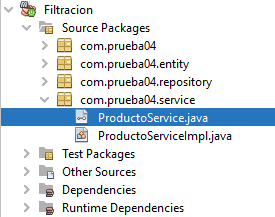 Filtracion
Source Packages
com.prueba04
com.prueba04.entity
com.prueba04.repository
com.prueba04.service
ProductoService.java
ProductoServiceImpl.java
Test Packages
Other Sources
Dependencies
Runtime Dependencies